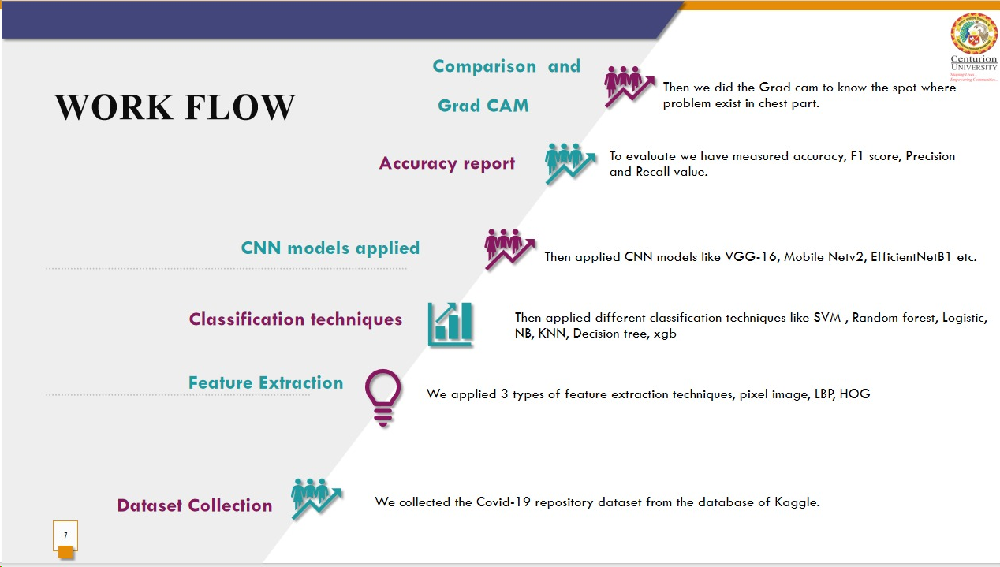 Centurion
UNIVERSITY
Shaping Lives...
Empowering Communities...
WORK FLOW
Comparison and
Grad CAM
Then we did the Grad cam to know the spot where
problem exist in chest part.
Accuracy report
To evaluate we have measured accuracy, F1 score, Precision
and Recall value.
CNN models applied
Then applied CNN models like VGG-16, Mobile Netv2, EfficientNetB1 etc.
Classification techniques
Then applied different classification techniques like SVM , Random forest, Logistic,
NB, KNN, Decision tree, xgb
Feature Extraction
We applied 3 types of feature extraction techniques, pixel image, LBP, HOG
Dataset Collection
We collected the Covid-19 repository dataset from the database of Kaggle.
7